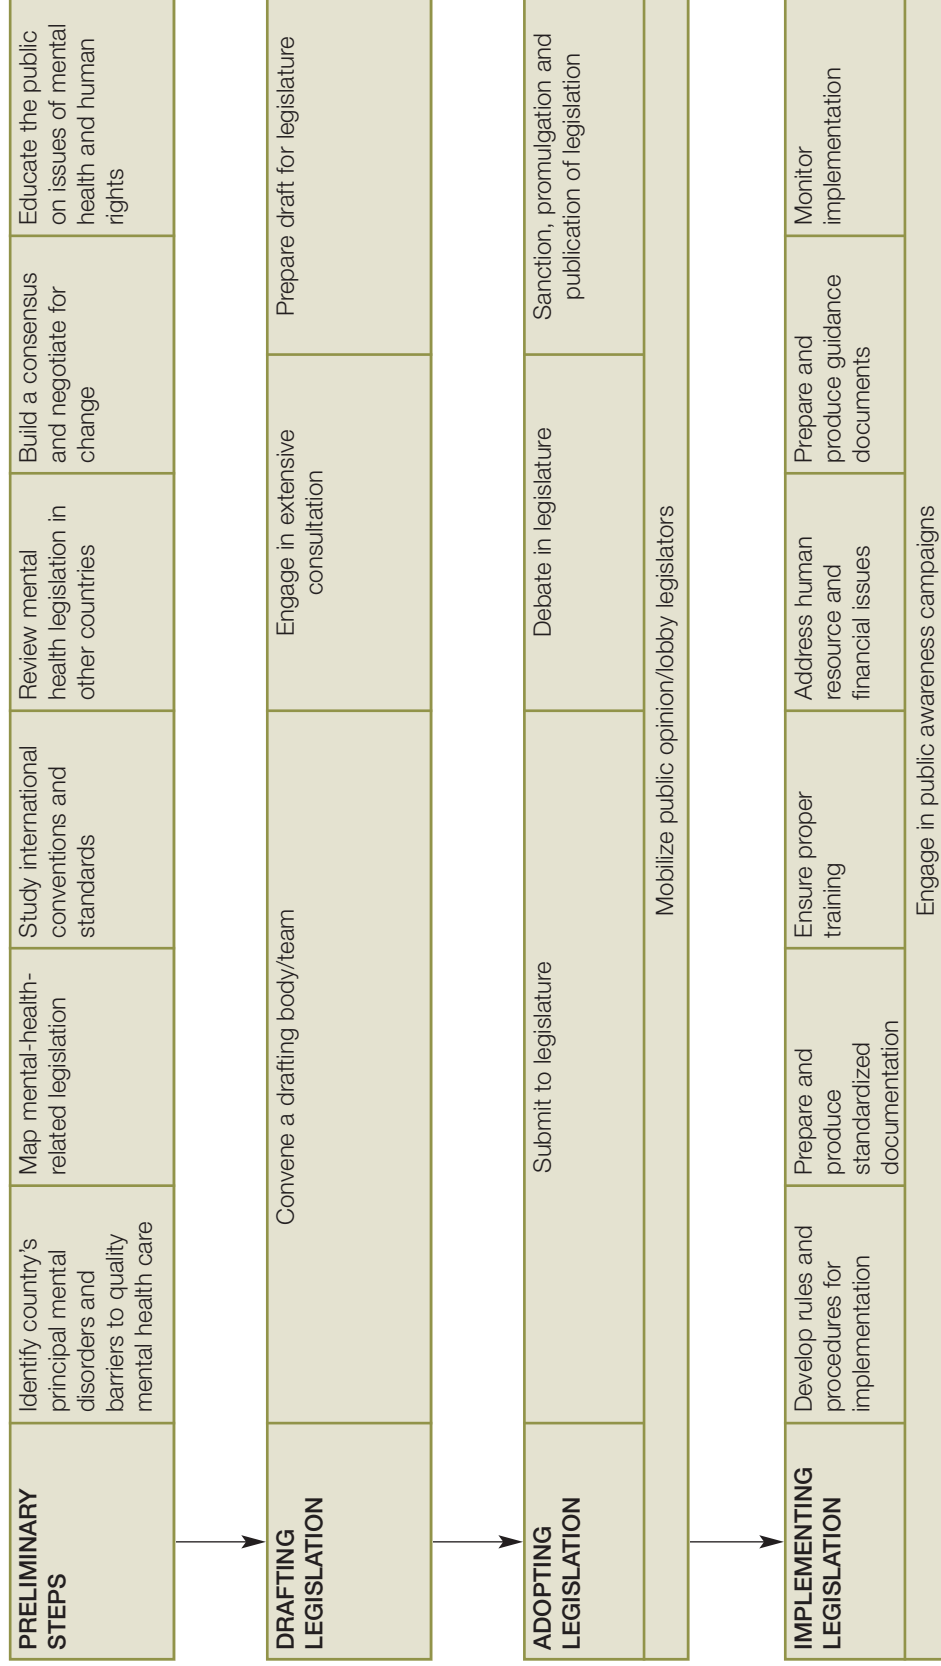 PRELIMINARY
STEPS
Identify country's
principal mental
disorders and
barriers to quality
mental health care
Map mental-health-
related legislation
Study international
conventions and
standards
Review mental
health legislation in
other countries
Build a consensus
and negotiate for
change
Educate the public
on issues of mental
health and human
rights
DRAFTING
LEGISLATION
Convene a drafting body/team
Engage in extensive
consultation
Prepare draft for legislature
ADOPTING
LEGISLATION
Submit to legislature
Debate in legislature
Sanction, promulgation and
publication of legislation
Mobilize public opinion/lobby legislators
IMPLEMENTING
LEGISLATION
Develop rules and
procedures for
implementation
Prepare and
produce
standardized
documentation
Ensure proper
training
Address human
resource and
financial issues
Prepare and
produce guidance
documents
Monitor
implementation
Engage in public awareness campaigns